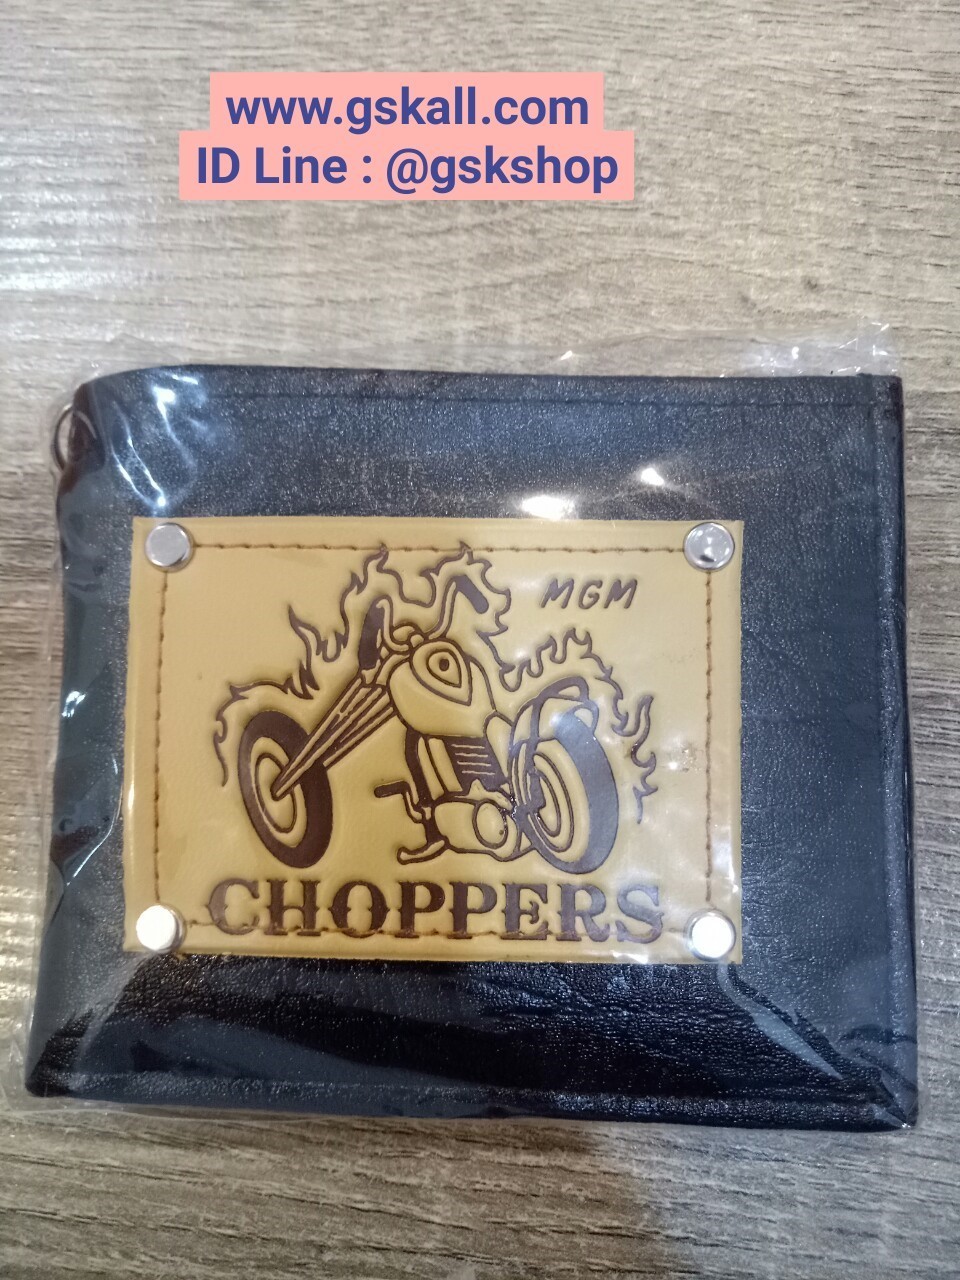 www.gskall.com
ID Line : @gskshop
MGM
CHOPPERS